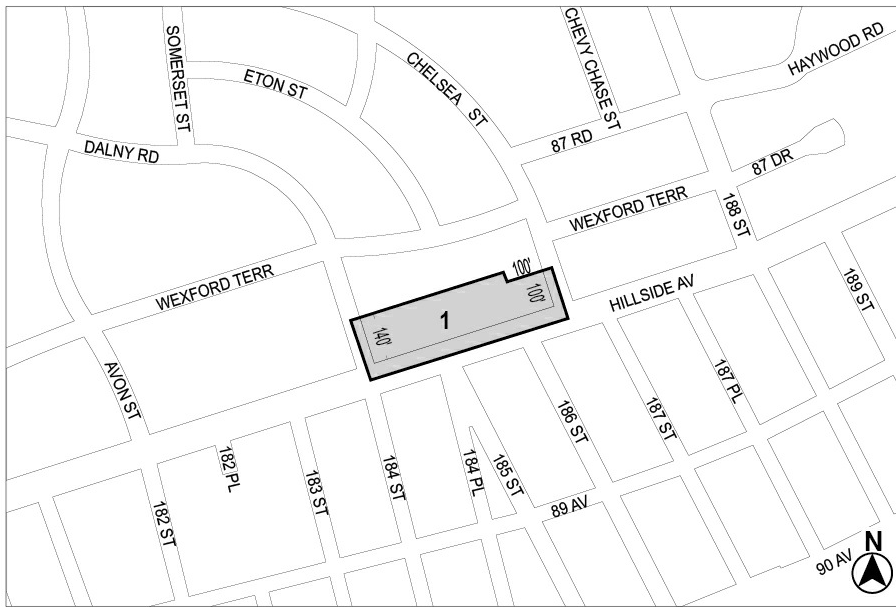 SOMERSET ST
CHEVY CHASE ST
HAYWOOD RD
ETON ST
CHELSEA ST
87 RD
DALNY RD
87 DR
WEXFORD TERR
188 ST
WEXFORD TERR
100'
100'
HILLSIDE AV
189 ST
1
140'
AVON ST
187 PL
186 ST
187 ST
182 PL
183 ST
184 ST
184 PL
185 ST
182 ST
89 AV
90 AV
N